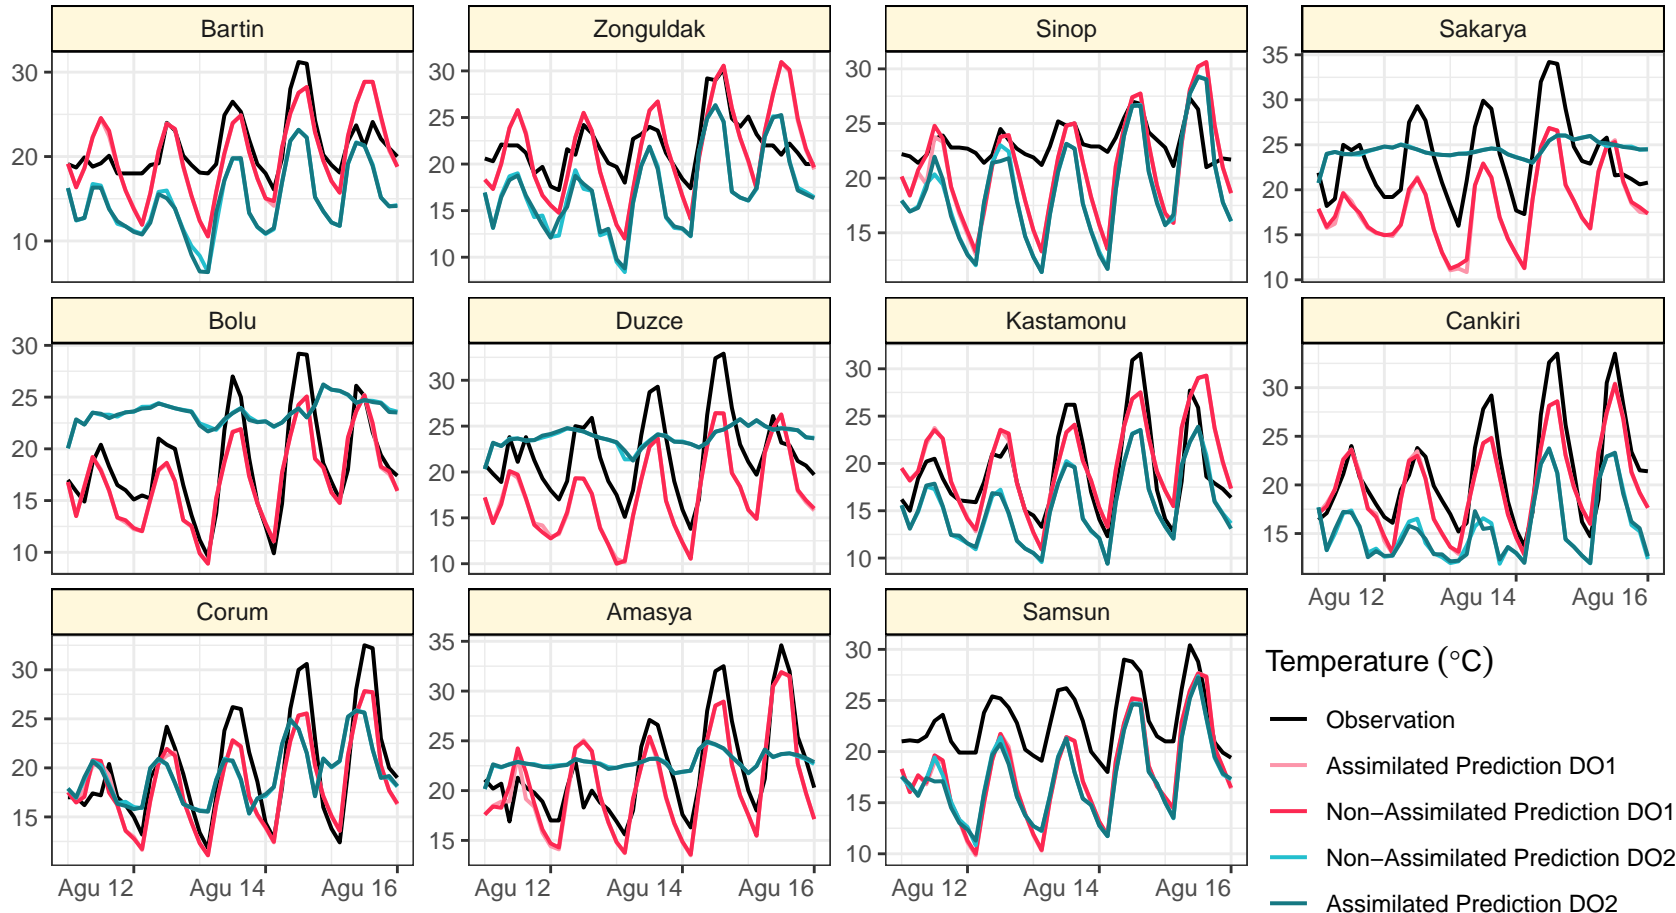 Bartin
Zonguldak
Sinop
Sakarya
30
20
10
30
25
20
15
10
30
25
20
15
35
30
25
20
15
10
Bolu
Duzce
Kastamonu
Cankiri
30
25
20
15
10
30
25
20
15
10
30
25
20
15
10
30
25
20
15
Agu 12 Agu 14 Agu 16
Corum
Amasya
Samsun
30
25
20
15
35
30
25
20
15
30
25
20
15
10
Agu 12 Agu 14 Agu 16
Agu 12 Agu 14 Agu 16
Agu 12 Agu 14 Agu 16
Temperature (°C)
Observation
Assimilated Prediction DO1
Non−Assimilated Prediction DO1
Non−Assimilated Prediction DO2
Assimilated Prediction DO2